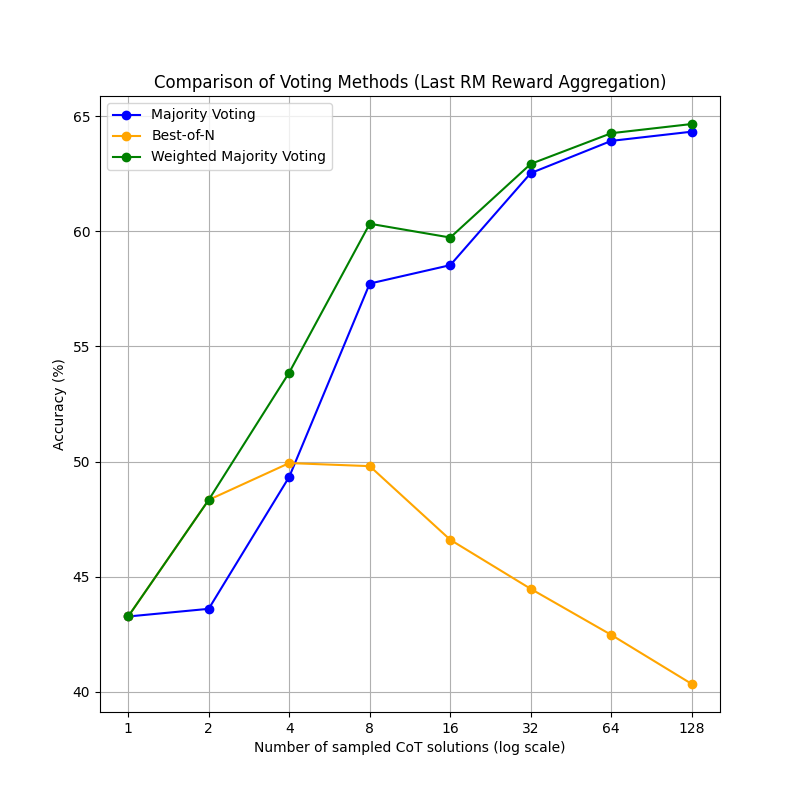 Comparison of Voting Methods (Last RM Reward Aggregation)
Majority Voting
Best-of-N
Weighted Majority Voting
65
60
55
50
45
40
Accuracy (%)
1 2 4 8 16 32 64 128
Number of sampled CoT solutions (log scale)